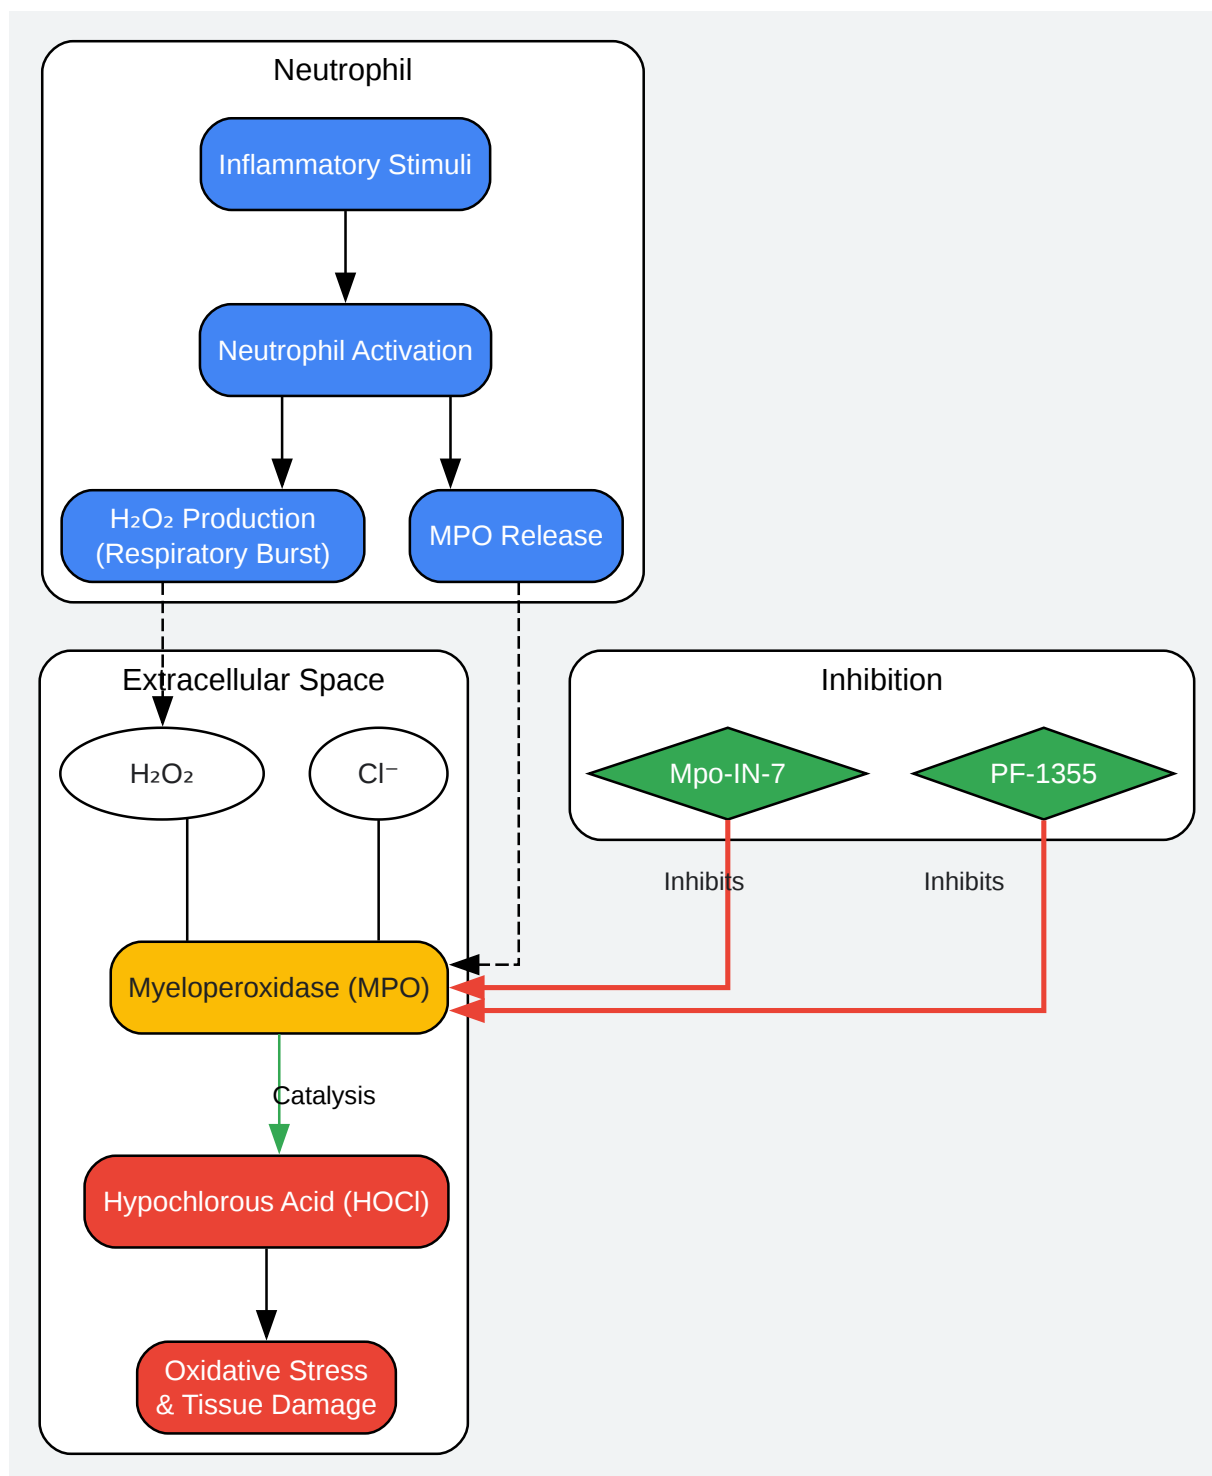 Neutrophil
Inflammatory Stimuli
Neutrophil Activation
H₂O₂ Production
(Respiratory Burst)
MPO Release
Extracellular Space
H₂O₂
Cl⁻
Inhibition
Mpo-IN-7
PF-1355
Inhibits
Inhibits
Myeloperoxidase (MPO)
Catalysis
Hypochlorous Acid (HOCl)
Oxidative Stress
& Tissue Damage